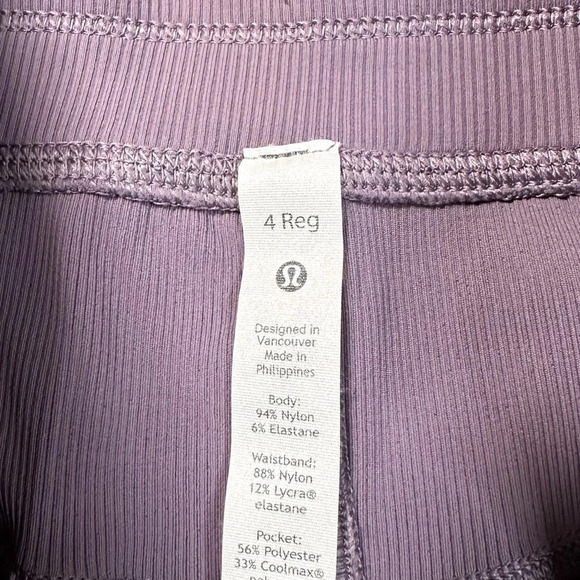 4 Reg
Designed in
Vancouver
Made in
Philippines
Body:
94% Nylon
6% Elastane
Waistband:
88% Nylon
12% Lycra®
elastane
Pocket:
56% Polyester
33% Coolmax®